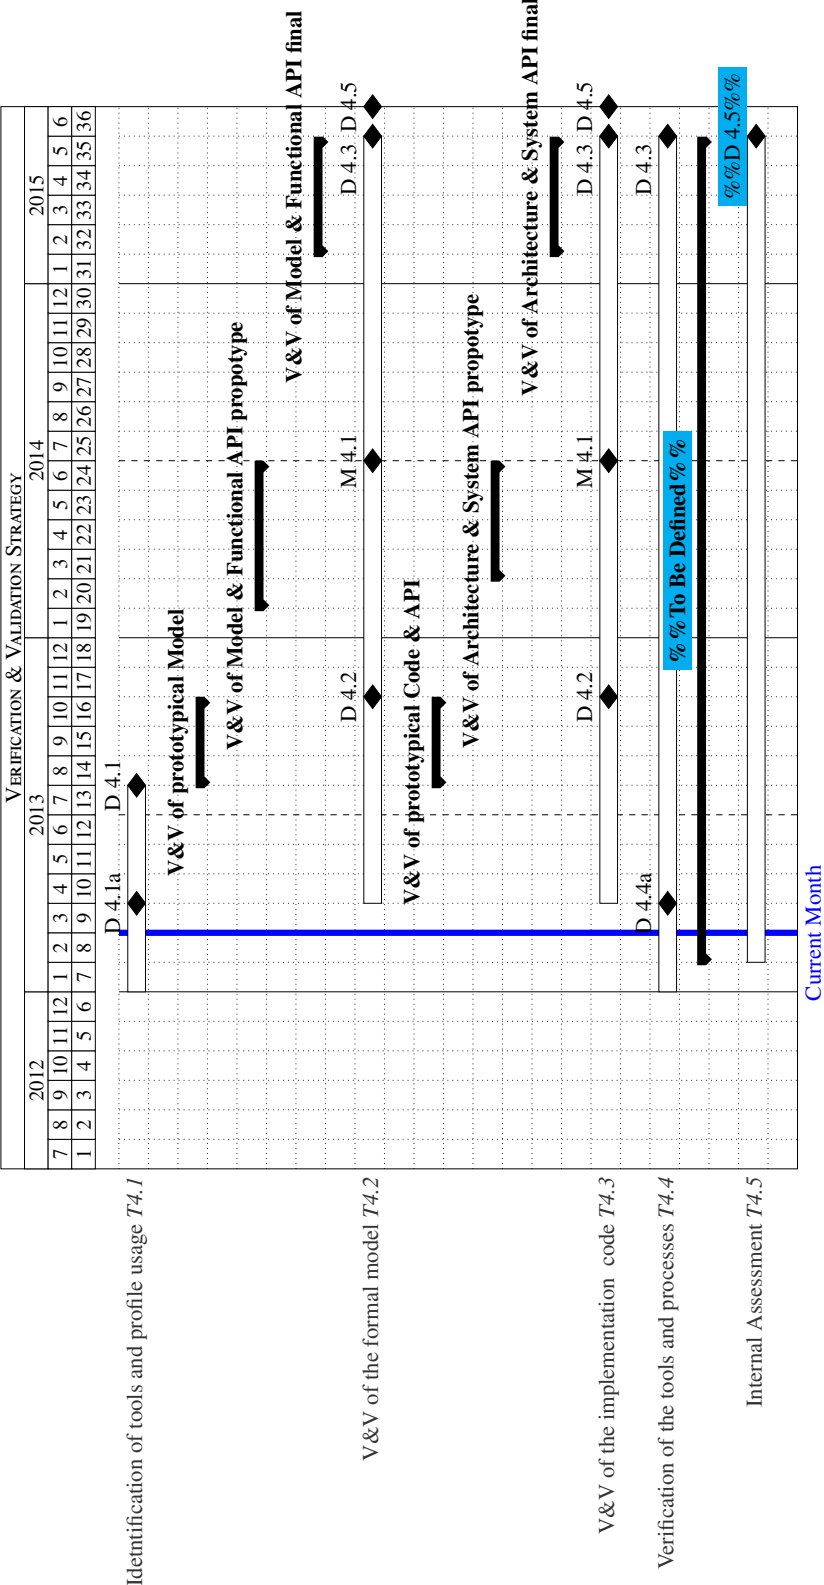 VERIFICATION & VALIDATION STRATEGY
2012 2013 2014 2015
7 8 9 10 11 12 1 2 3 4 5 6 7 8 9 10 11 12 1 2 3 4 5 6 7 8 9 10 11 12 1 2 3 4 5 6
1 2 3 4 5 6 7 8 9 10 11 12 13 14 15 16 17 18 19 20 21 22 23 24 25 26 27 28 29 30 31 32 33 34 35 36
D 4.1a D 4.1
Idetntification of tools and profile usage T4.1
V&V of prototypical Model
V&V of Model & Functional API propotype
V&V of Model & Functional API final
D 4.2 M 4.1 D 4.3 D 4.5
V&V of the formal model T4.2
V&V of prototypical Code & API
V&V of Architecture & System API propotype
V&V of Architecture & System API final
D 4.2 M 4.1 D 4.3 D 4.5
V&V of the implementation code T4.3
D 4.4a D 4.3
Verification of the tools and processes T4.4
%%To Be Defined%%
%%D 4.5%%
Internal Assessment T4.5
Current Month